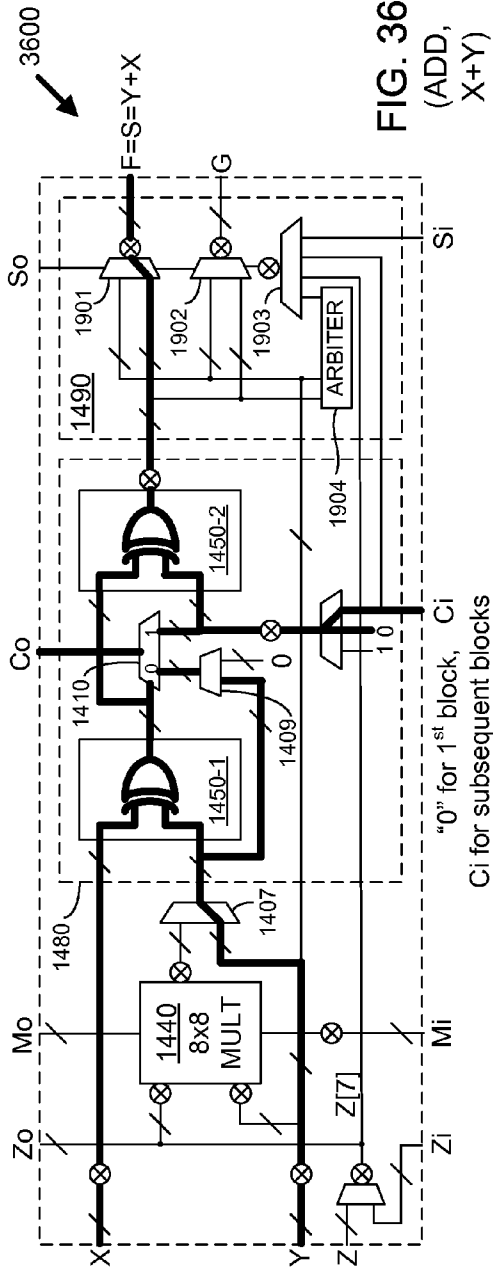 3600
So
Co
Mo
Zo
1490
1901
1902
1903
1904
ARBITER
F=S=Y+X
G
1480
1450-1
1450-2
1410
0
1
1409
0
1407
1440
8x8
MULT
Z[7]
1 0
X
Y
Z
Si
Ci
Mi
Zi
"0" for 1st block,
Ci for subsequent blocks
FIG. 36
(ADD,
X+Y)